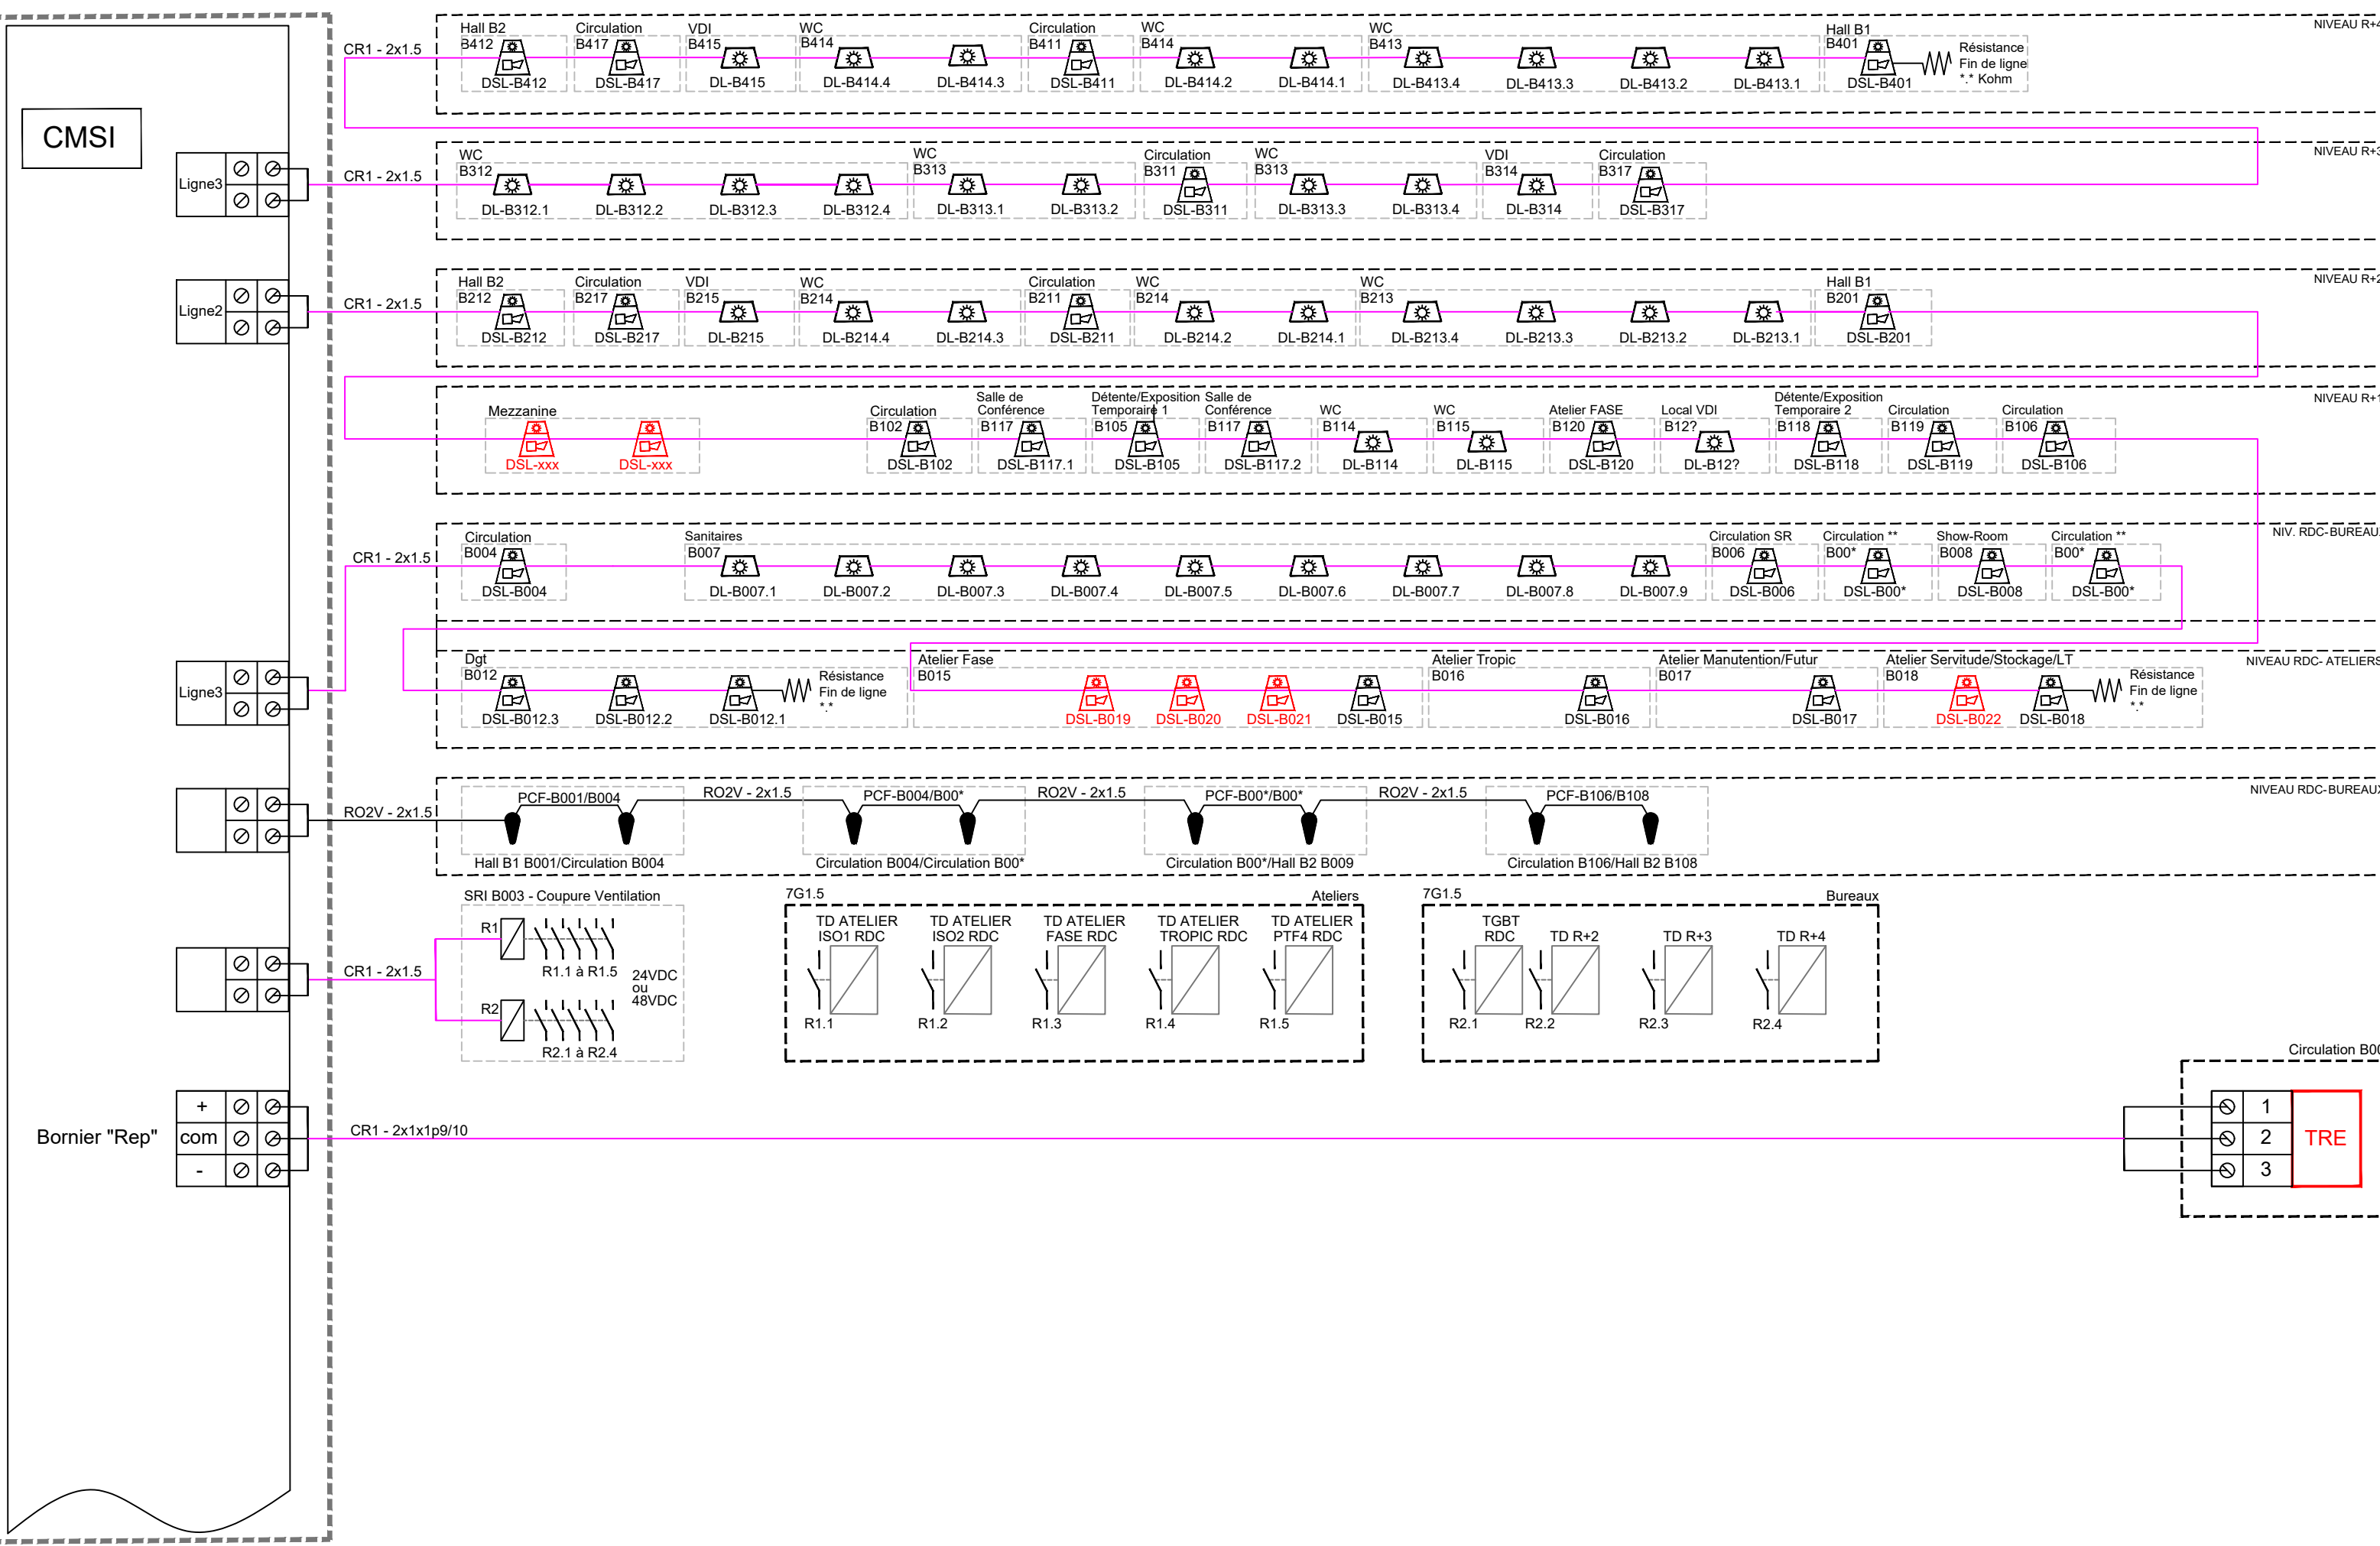 CMSI
Ligne3
CR1 - 2x1.5
CR1 - 2x1.5
NIVEAU R+4
Hall B2
B412
DSL-B412
Circulation
B417
DSL-B417
VDI
B415
DL-B415
WC
B414
DL-B414.4
DL-B414.3
Circulation
B411
DSL-B411
WC
B414
DL-B414.2
DL-B414.1
WC
B413
DL-B413.4
DL-B413.3
DL-B413.2
DL-B413.1
Hall B1
B401
DSL-B401
Résistance
Fin de ligne
*.* Kohm
NIVEAU R+3
WC
B312
DL-B312.1
DL-B312.2
DL-B312.3
DL-B312.4
WC
B313
DL-B313.1
DL-B313.2
Circulation
B311
DSL-B311
WC
B313
DL-B313.3
DL-B313.4
VDI
B314
DL-B314
Circulation
B317
DSL-B317
Ligne2
CR1 - 2x1.5
NIVEAU R+2
Hall B2
B212
DSL-B212
Circulation
B217
DSL-B217
VDI
B215
DL-B215
WC
B214
DL-B214.4
DL-B214.3
Circulation
B211
DSL-B211
WC
B214
DL-B214.2
DL-B214.1
WC
B213
DL-B213.4
DL-B213.3
DL-B213.2
DL-B213.1
Hall B1
B201
DSL-B201
NIVEAU R+1
Mezzanine
DSL-xxx
DSL-xxx
Circulation
B102
DSL-B102
Salle de
Conférence
B117
DSL-B117.1
Détente/Exposition
Temporaire 1
B105
DSL-B105
Salle de
Conférence
B117
DSL-B117.2
WC
B114
DL-B114
WC
B115
DL-B115
Atelier FASE
B120
DSL-B120
Local VDI
B12?
DL-B12?
Détente/Exposition
Temporaire 2
B118
DSL-B118
Circulation
B119
DSL-B119
Circulation
B106
DSL-B106
Ligne3
CR1 - 2x1.5
NIV. RDC-BUREAU
Circulation
B004
DSL-B004
Sanitaires
B007
DL-B007.1
DL-B007.2
DL-B007.3
DL-B007.4
DL-B007.5
DL-B007.6
DL-B007.7
DL-B007.8
DL-B007.9
Circulation SR
B006
DSL-B006
Circulation **
B00*
DSL-B00*
Show-Room
B008
DSL-B008
Circulation **
B00*
DSL-B00*
NIVEAU RDC- ATELIERS
Dgt
B012
DSL-B012.3
DSL-B012.2
DSL-B012.1
Résistance
Fin de ligne
*.*
Atelier Fase
B015
DSL-B019
DSL-B020
DSL-B021
DSL-B015
Atelier Tropic
B016
DSL-B016
Atelier Manutention/Futur
B017
DSL-B017
Atelier Servitude/Stockage/LT
B018
DSL-B022
DSL-B018
Résistance
Fin de ligne
*.*
RO2V - 2x1.5
NIVEAU RDC-BUREAUX
PCF-B001/B004
Hall B1 B001/Circulation B004
RO2V - 2x1.5
PCF-B004/B00*
Circulation B004/Circulation B00*
RO2V - 2x1.5
PCF-B00*/B00*
Circulation B00*/Hall B2 B009
RO2V - 2x1.5
PCF-B106/B108
Circulation B106/Hall B2 B108
CR1 - 2x1.5
SRI B003 - Coupure Ventilation
R1
R1.1 à R1.5
R2
R2.1 à R2.4
24VDC
ou
48VDC
7G1.5
Ateliers
TD ATELIER
ISO1 RDC
R1.1
TD ATELIER
ISO2 RDC
R1.2
TD ATELIER
FASE RDC
R1.3
TD ATELIER
TROPIC RDC
R1.4
TD ATELIER
PTF4 RDC
R1.5
7G1.5
Bureaux
TGBT
RDC
R2.1
TD R+2
R2.2
TD R+3
R2.3
TD R+4
R2.4
Bornier "Rep"
+
com
-
CR1 - 2x1x1p9/10
Circulation B00
1
2
3
TRE